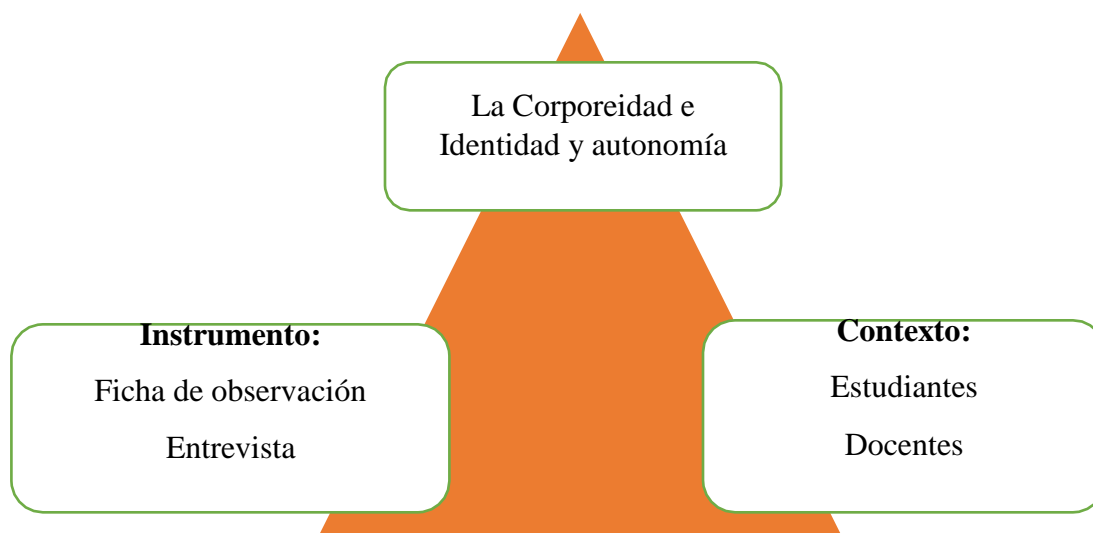 La Corporeidad e
Identidad y autonomía
Instrumento:
Ficha de observación
Entrevista
Contexto:
Estudiantes
Docentes